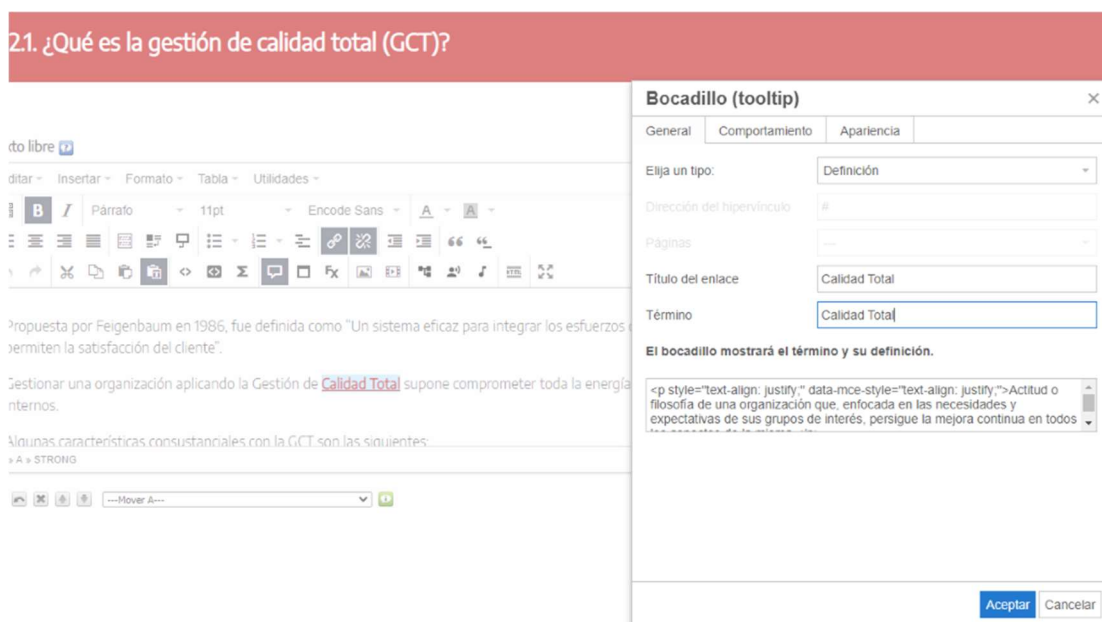 2.1. ¿Qué es la gestión de calidad total (GCT)?
xto libre
ditar Insertar Formato Tabla Utilidades
B I Párrafo 11pt Encode Sans A A
Propuesta por Feigenbaum en 1986, fue definida como "Un sistema eficaz para integrar los esfuerzos
permiten la satisfacción del cliente".
Gestionar una organización aplicando la Gestión de Calidad Total supone comprometer toda la energía
nternos.
Algunas características consustanciales con la GCT son las siguientes:
» A » STRONG
---Mover A---
Bocadillo (tooltip)
General Comportamiento Apariencia
Elija un tipo: Definición
Dirección del hipervínculo #
Páginas ---
Título del enlace Calidad Total
Término Calidad Total
El bocadillo mostrará el término y su definición.
<p style="text-align: justify;" data-mce-style="text-align: justify;">Actitud o
filosofía de una organización que, enfocada en las necesidades y
expectativas de sus grupos de interés, persigue la mejora continua en todos
Aceptar Cancelar